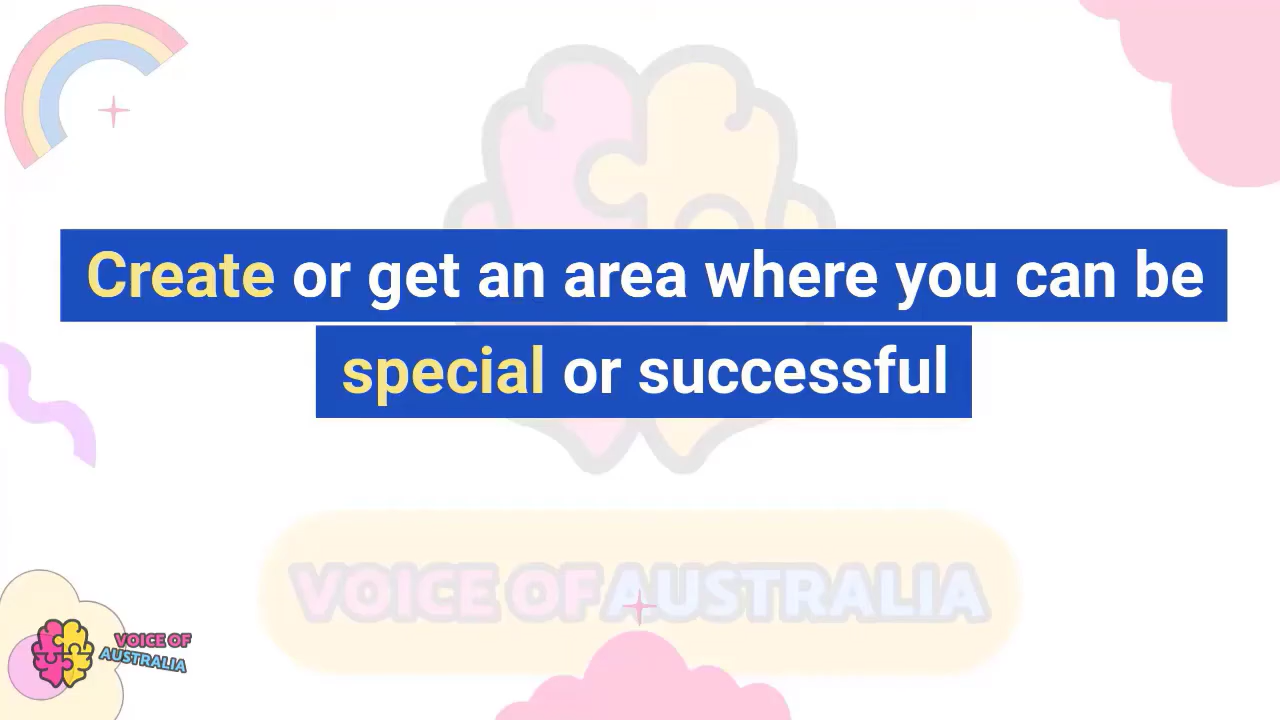 Create or get an area where you can be
special or successful
VOICE OF AUSTRALIA
VOICE OF
AUSTRALIA